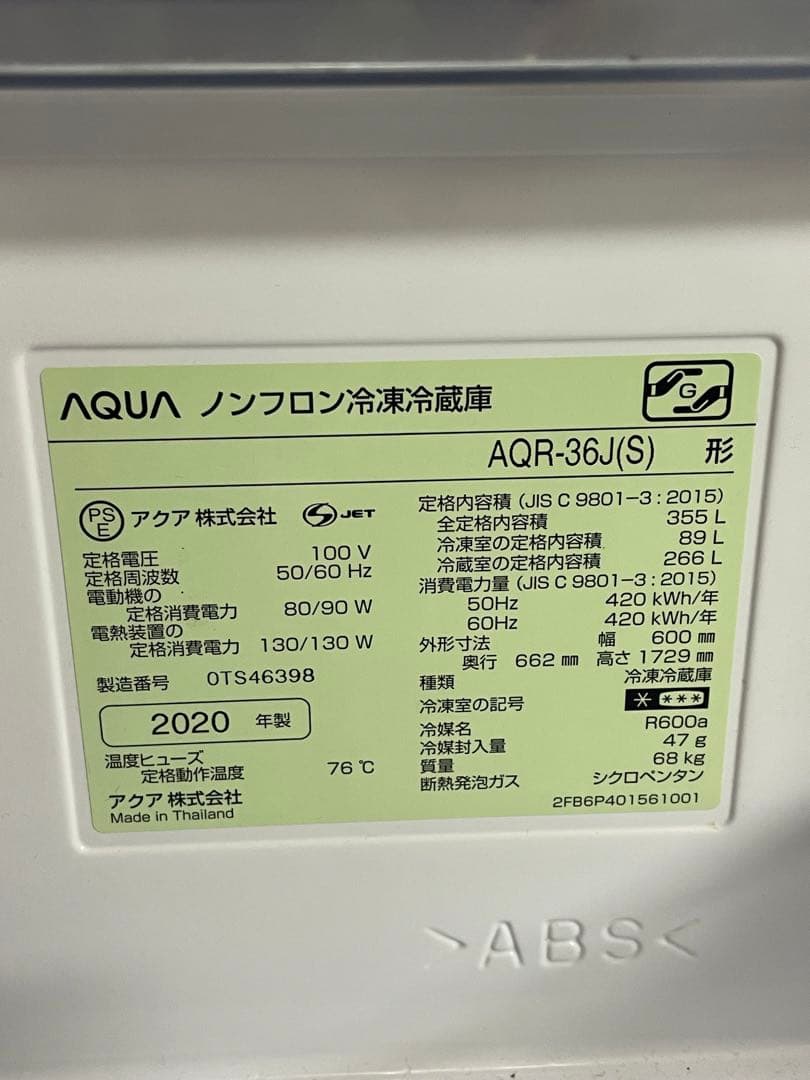 AQUA ノンフロン冷凍冷蔵庫
G
AQR-36J(S) 形
PS
E
アクア 株式会社
S JET
定格電圧 100 V
定格周波数 50/60 Hz
電動機の
定格消費電力 80/90 W
電熱装置の
定格消費電力 130/130 W
製造番号 0TS46398
2020 年製
温度ヒューズ
定格動作温度 76 ℃
アクア 株式会社
Made in Thailand
定格内容積 (JIS C 9801-3 : 2015)
全定格内容積 355 L
冷凍室の定格内容積 89 L
冷蔵室の定格内容積 266 L
消費電力量 (JIS C 9801-3 : 2015)
50Hz 420 kWh/年
60Hz 420 kWh/年
外形寸法 幅 600 ㎜
奥行 662 ㎜ 高さ 1729 ㎜
種類 冷凍冷蔵庫
冷凍室の記号 * ***
冷媒名 R600a
冷媒封入量 47 g
質量 68 kg
断熱発泡ガス シクロペンタン
2FB6P401561001
>ABS<